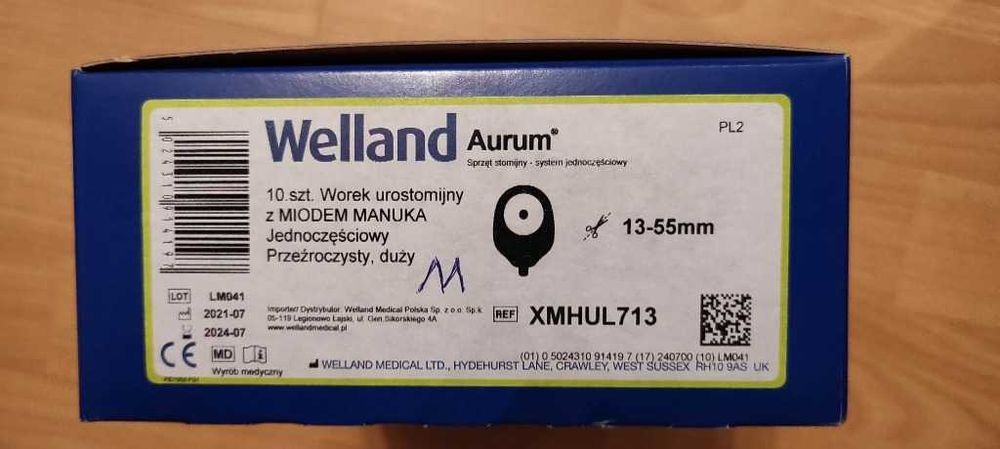 Welland Aurum®
PL2
Sprzęt stomijny - system jednoczęściowy
10.szt. Worek urostomijny
z MIODEM MANUKA
Jednoczęściowy
Przeźroczysty, duży
M
13-55mm
5024310414197
LOT LM041
2021-07
2024-07
CE MD
Wyrób medyczny
Importer/ Dystrybutor: Welland Medical Polska Sp. z o.o. Sp.k.
05-119 Legionowo Łajski, ul. Gen.Sikorskiego 4A
www.wellandmedical.pl
REF XMHUL713
(01) 0 5024310 91419 7 (17) 240700 (10) LM041
WELLAND MEDICAL LTD., HYDEHURST LANE, CRAWLEY, WEST SUSSEX RH10 9AS UK